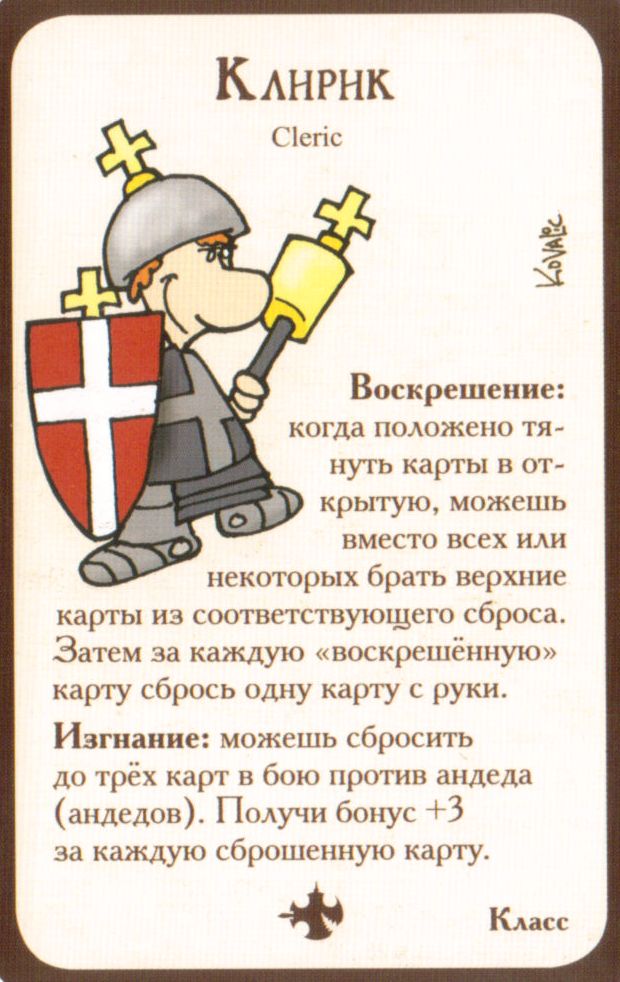 Клирик
Cleric
KOVALIC
Воскрешение:
когда положено тя-
нуть карты в от-
крытую, можешь
вместо всех или
некоторых брать верхние
карты из соответствующего сброса.
Затем за каждую «воскрешённую»
карту сбрось одну карту с руки.
Изгнание: можешь сбросить
до трёх карт в бою против андеда
(андедов). Получи бонус +3
за каждую сброшенную карту.
Класс